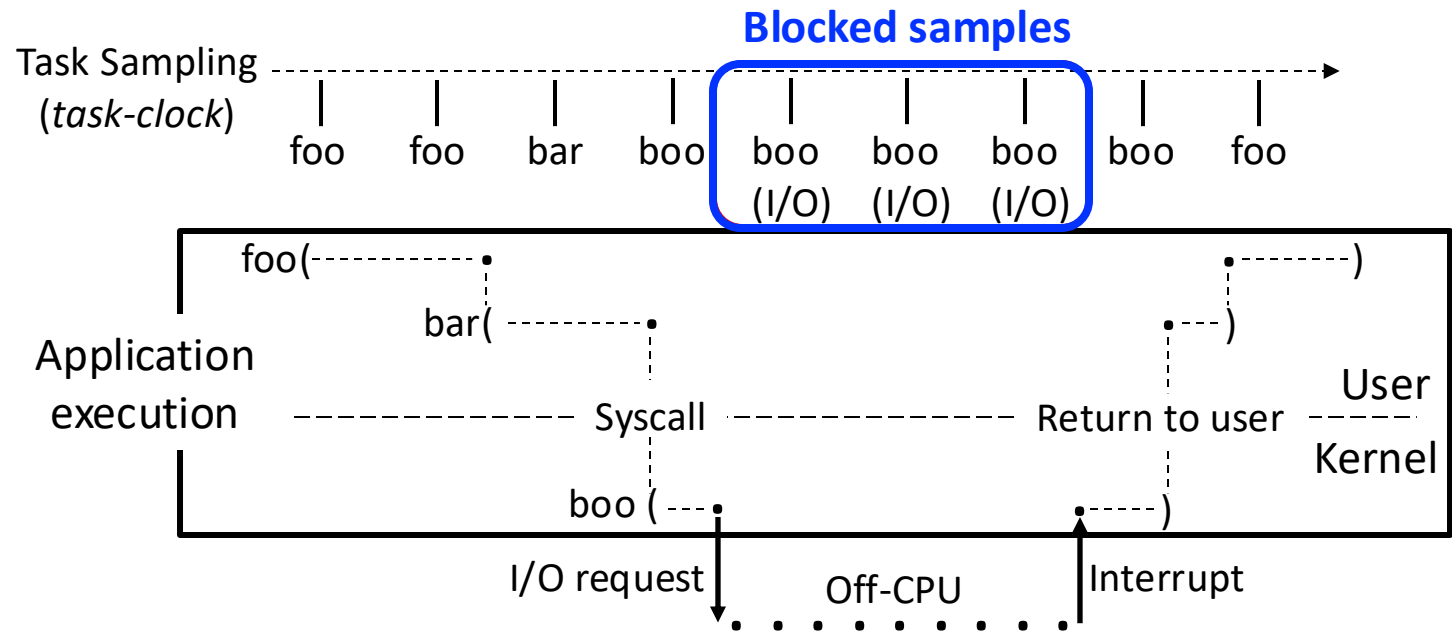 Blocked samples
Task Sampling
(task-clock)
foo foo bar boo boo boo boo boo foo
(I/O) (I/O) (I/O)
foo( )
bar( )
Application
execution
User
Syscall Return to user
Kernel
boo ( )
I/O request Off-CPU Interrupt